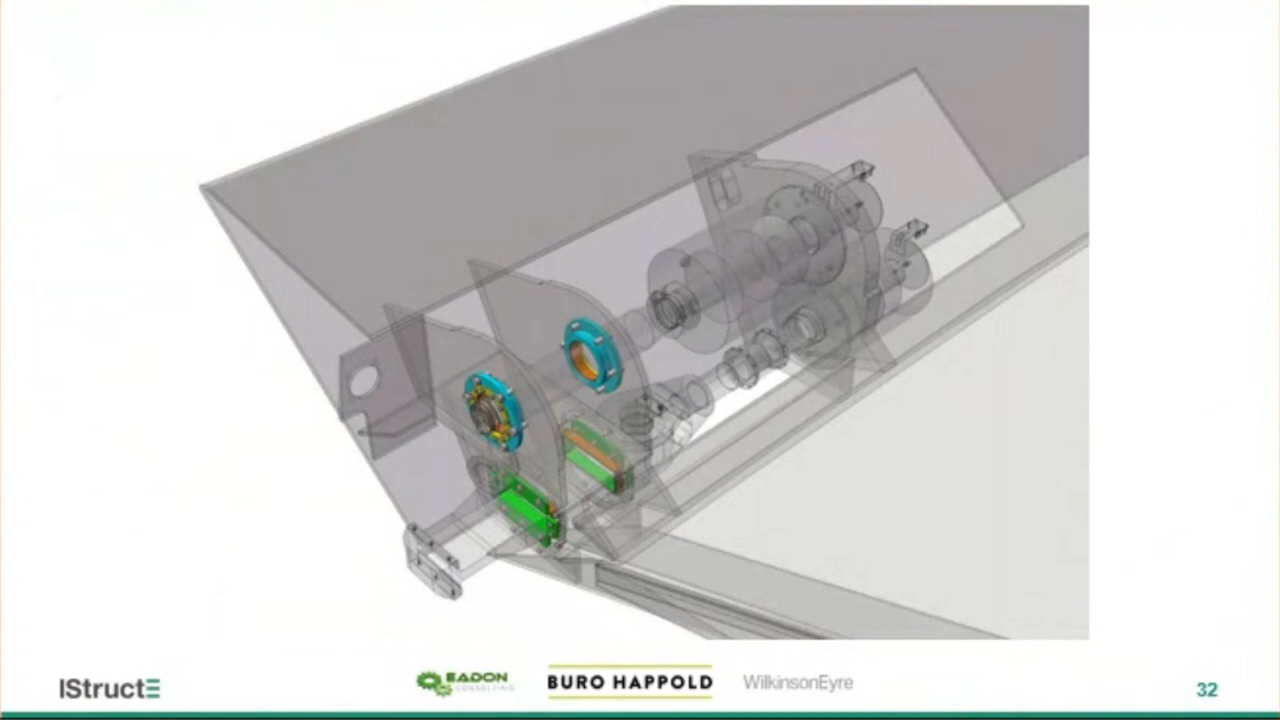 IStructE
EADON
CONSULTING
BURO HAPPOLD
WilkinsonEyre
32